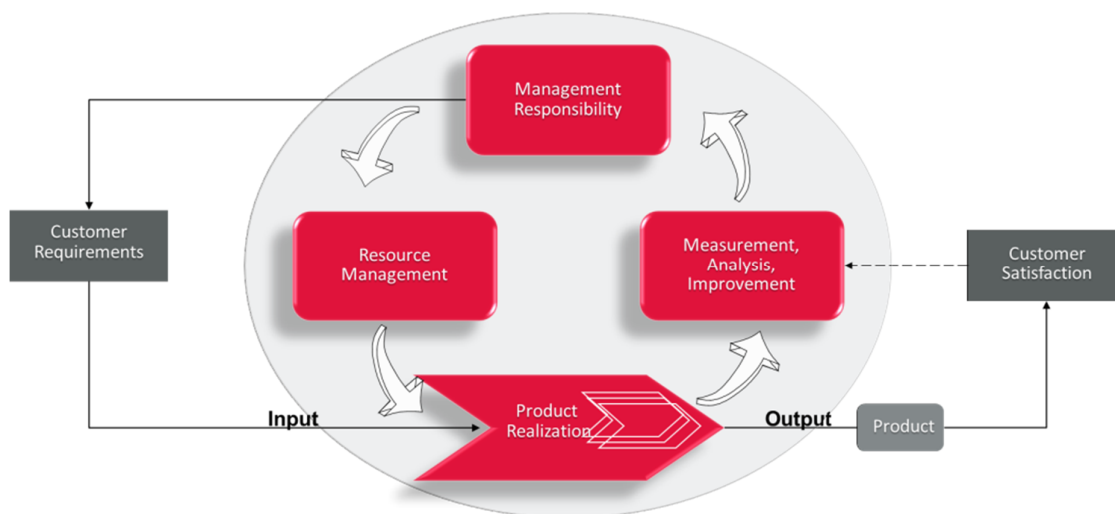 Management
Responsibility
Customer
Requirements
Resource
Management
Measurement,
Analysis,
Improvement
Customer
Satisfaction
Input
Product
Realization
Output
Product